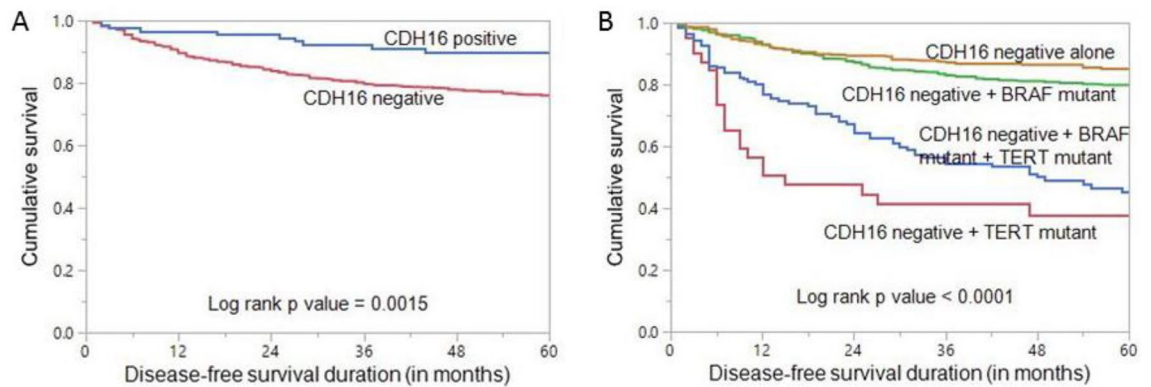 A
Cumulative survival
1.0
0.8
0.6
0.4
0.2
0.0
CDH16 positive
CDH16 negative
Log rank p value = 0.0015
0 12 24 36 48 60
Disease-free survival duration (in months)
B
Cumulative survival
1.0
0.8
0.6
0.4
0.2
0.0
CDH16 negative alone
CDH16 negative + BRAF mutant
CDH16 negative + BRAF
mutant + TERT mutant
CDH16 negative + TERT mutant
Log rank p value < 0.0001
0 12 24 36 48 60
Disease-free survival duration (in months)